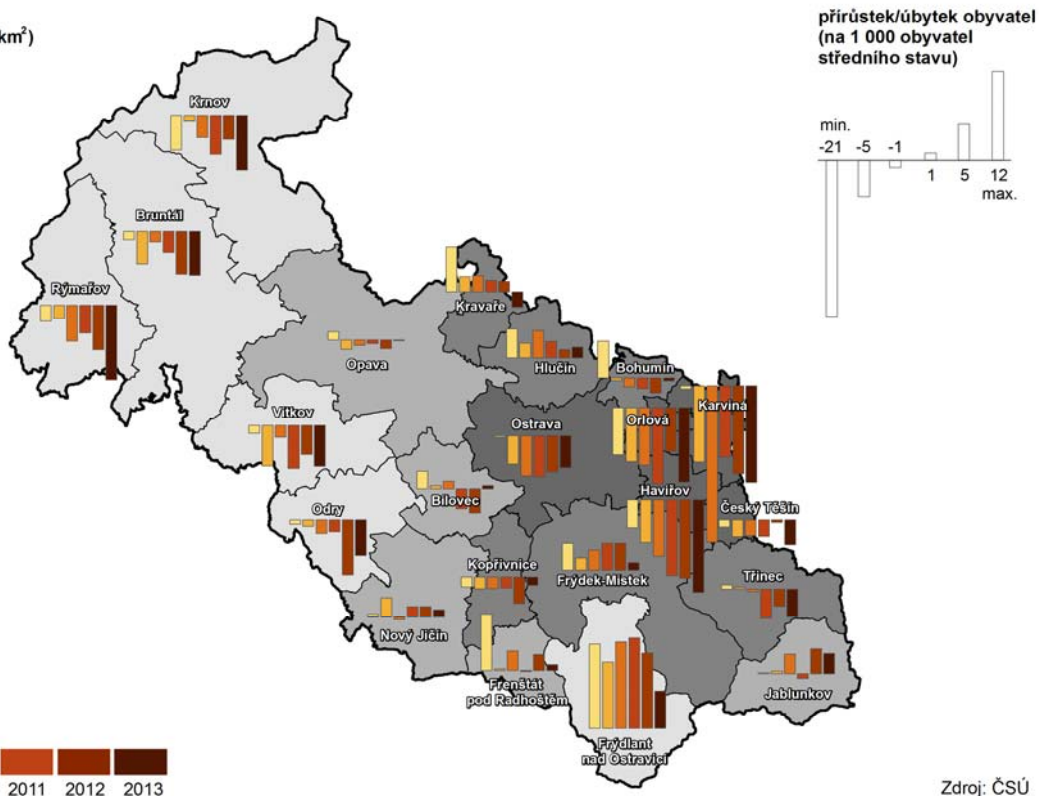 km²)
přírůstek/úbytek obyvatel
(na 1 000 obyvatel
středního stavu)
min.
-21 -5 -1
1 5 12
max.
Krnov
Bruntál
Rýmařov
Kravaře
Opava
Hlučín
Bohumín
Karviná
Vítkov
Ostrava
Orlová
Bílovec
Havířov
Český Těšín
Odry
Kopřivnice
Frýdek-Místek
Třinec
Nový Jičín
Frenštát
pod Radhoštěm
Jablunkov
Frýdlant
nad Ostravicí
2011 2012 2013
Zdroj: ČSÚ